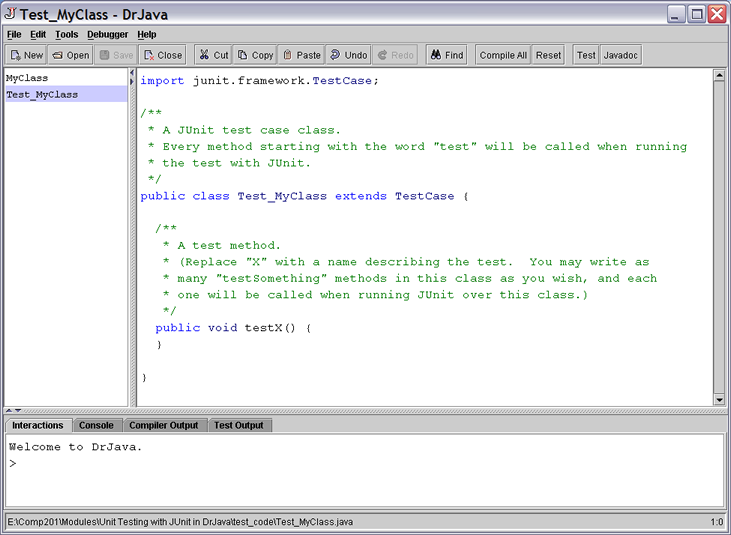 Test_MyClass - DrJava
File Edit Tools Debugger Help
New Open Save Close Cut Copy Paste Undo Redo Find Compile All Reset Test Javadoc
MyClass
Test_MyClass
import junit.framework.TestCase;
/**
* A JUnit test case class.
* Every method starting with the word "test" will be called when running
* the test with JUnit.
*/
public class Test_MyClass extends TestCase {
/**
* A test method.
* (Replace "X" with a name describing the test.  You may write as
* many "testSomething" methods in this class as you wish, and each
* one will be called when running JUnit over this class.)
*/
public void testX() {
}
}
Interactions Console Compiler Output Test Output
Welcome to DrJava.
>
E:\Comp201\Modules\Unit Testing with JUnit in DrJava\test_code\Test_MyClass.java 1:0